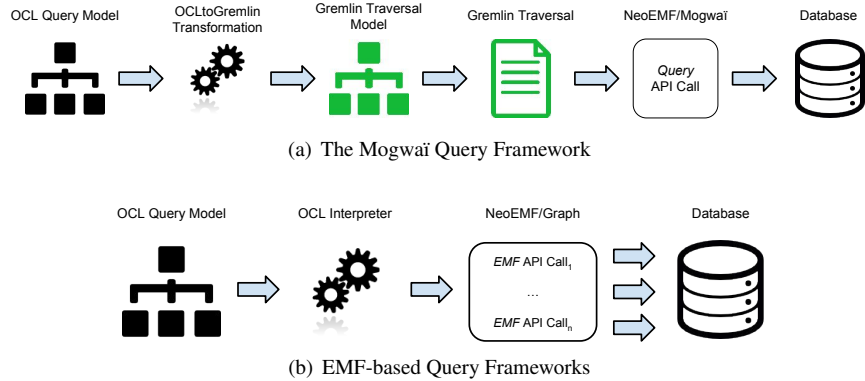 OCL Query Model
OCLtoGremlin
Transformation
Gremlin Traversal
Model
Gremlin Traversal
NeoEMF/Mogwaï
Database
Query
API Call
(a) The Mogwaï Query Framework
OCL Query Model
OCL Interpreter
NeoEMF/Graph
Database
EMF API Call₁
...
EMF API Callₙ
(b) EMF-based Query Frameworks